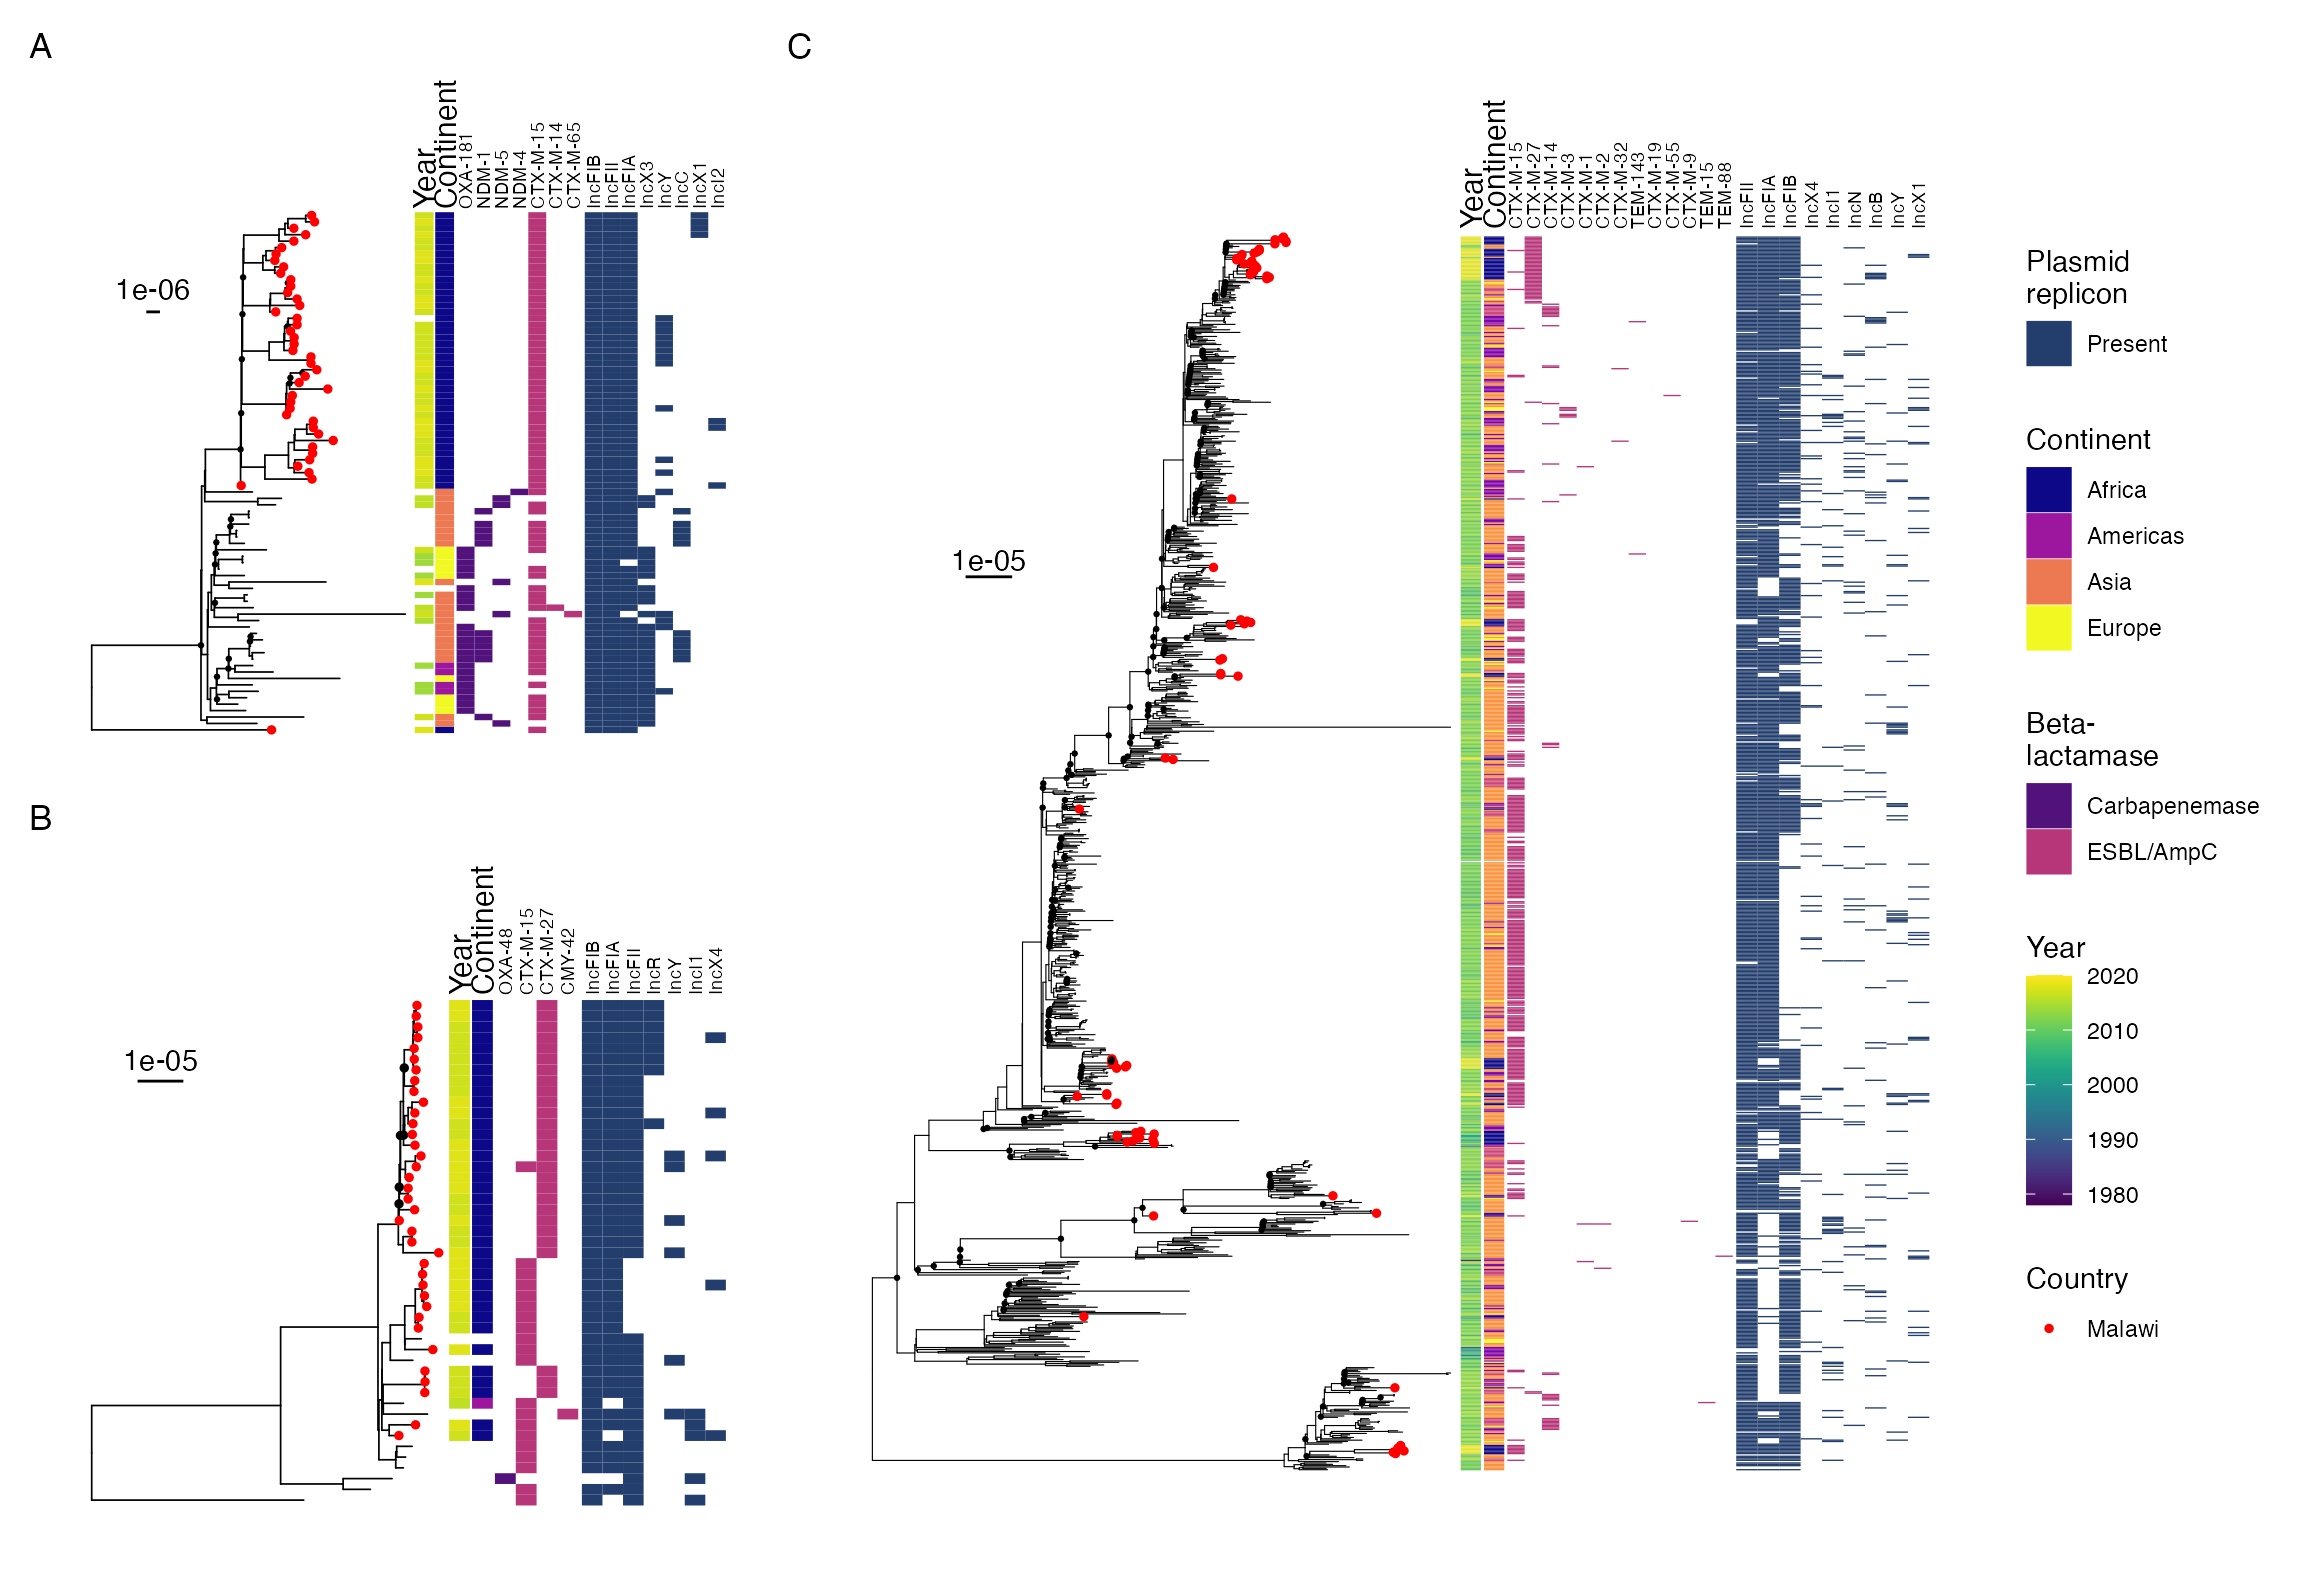 A
1e-06
Year
Continent
OXA-181
NDM-1
NDM-5
NDM-4
CTX-M-15
CTX-M-14
CTX-M-65
IncFIB
IncFII
IncFIA
IncX3
IncY
IncC
IncX1
IncI2
B
1e-05
Year
Continent
OXA-48
CTX-M-15
CTX-M-27
CMY-42
IncFIB
IncFIA
IncFII
IncR
IncY
IncI1
IncX4
C
1e-05
Year
Continent
CTX-M-15
CTX-M-27
CTX-M-14
CTX-M-3
CTX-M-1
CTX-M-2
CTX-M-32
TEM-143
CTX-M-19
CTX-M-55
CTX-M-9
TEM-15
TEM-88
IncFII
IncFIA
IncFIB
IncX4
IncI1
IncN
IncB
IncY
IncX1
Plasmid
replicon
Present
Continent
Africa
Americas
Asia
Europe
Beta-
lactamase
Carbapenemase
ESBL/AmpC
Year
2020
2010
2000
1990
1980
Country
Malawi